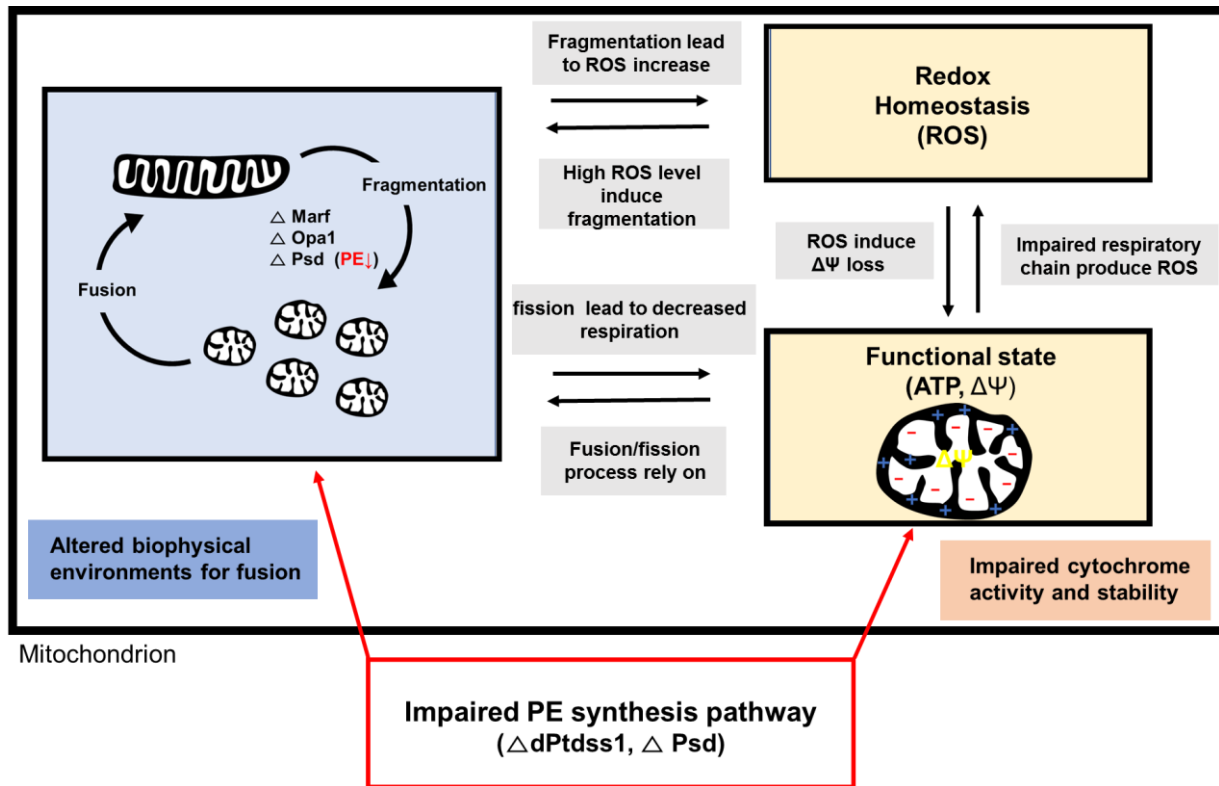 Fragmentation lead
to ROS increase
High ROS level
induce
fragmentation
Redox
Homeostasis
(ROS)
Fragmentation
△ Marf
△ Opa1
△ Psd (PE↓)
Fusion
ROS induce
ΔΨ loss
Impaired respiratory
chain produce ROS
fission lead to decreased
respiration
Fusion/fission
process rely on
Functional state
(ATP, ΔΨ)
+ + + + + + + + +
- - - - - - - - -
ΔΨ
Altered biophysical
environments for fusion
Impaired cytochrome
activity and stability
Mitochondrion
Impaired PE synthesis pathway
(△dPtdss1, △ Psd)